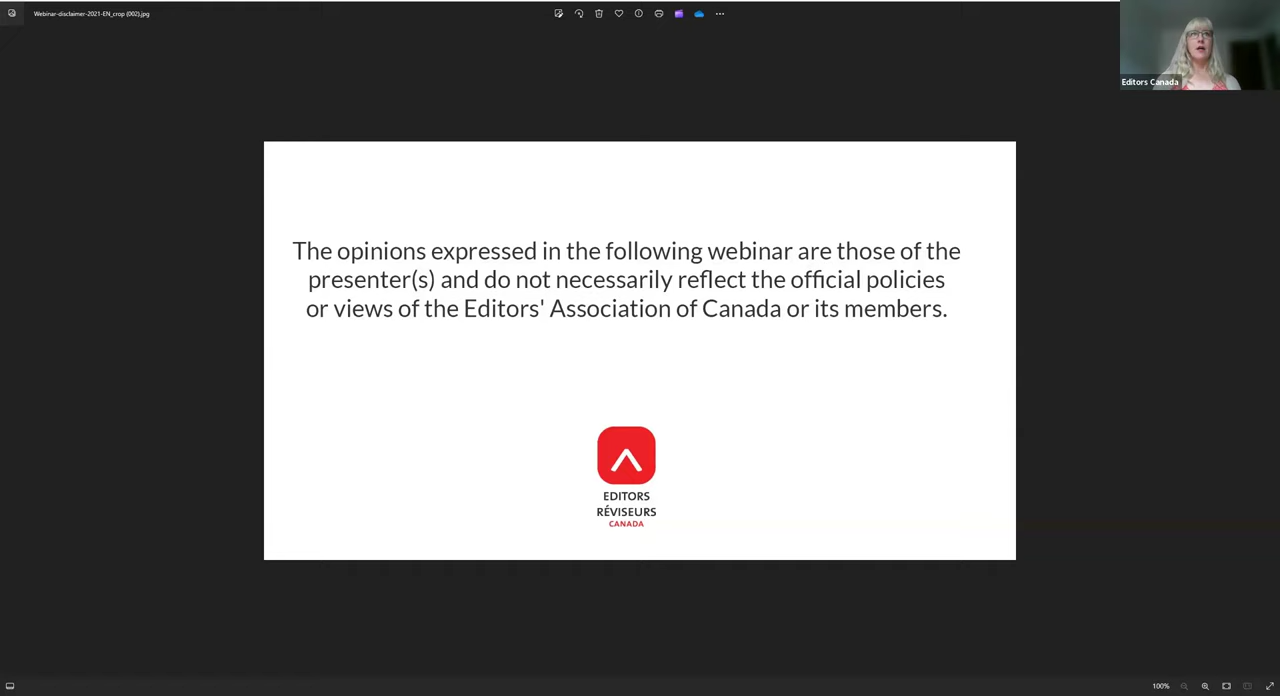 Webinar-disclaimer-2021-EN_crop (002).jpg
Editors Canada
The opinions expressed in the following webinar are those of the
presenter(s) and do not necessarily reflect the official policies
or views of the Editors' Association of Canada or its members.
EDITORS
RÉVISEURS
CANADA
100%